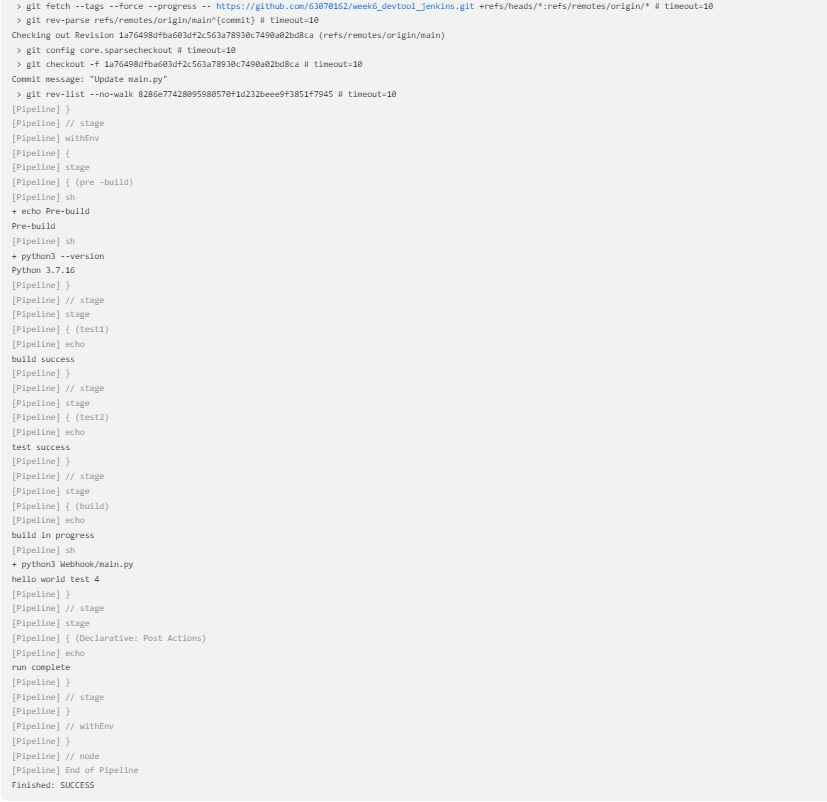 > git fetch --tags --force --progress -- https://github.com/63070162/week6_devtool_jenkins.git +refs/heads/*:refs/remotes/origin/* # timeout=10
> git rev-parse refs/remotes/origin/main^{commit} # timeout=10
Checking out Revision 1a76498dfba603df2c563a78930c7490a02bd8ca (refs/remotes/origin/main)
> git config core.sparsecheckout # timeout=10
> git checkout -f 1a76498dfba603df2c563a78930c7490a02bd8ca # timeout=10
Commit message: "Update main.py"
> git rev-list --no-walk 8286e77428095980570f1d232beee9f3851f7945 # timeout=10
[Pipeline] }
[Pipeline] // stage
[Pipeline] withEnv
[Pipeline] {
[Pipeline] stage
[Pipeline] { (pre -build)
[Pipeline] sh
+ echo Pre-build
Pre-build
[Pipeline] sh
+ python3 --version
Python 3.7.16
[Pipeline] }
[Pipeline] // stage
[Pipeline] stage
[Pipeline] { (test1)
[Pipeline] echo
build success
[Pipeline] }
[Pipeline] // stage
[Pipeline] stage
[Pipeline] { (test2)
[Pipeline] echo
test success
[Pipeline] }
[Pipeline] // stage
[Pipeline] stage
[Pipeline] { (build)
[Pipeline] echo
build in progress
[Pipeline] sh
+ python3 Webhook/main.py
hello world test 4
[Pipeline] }
[Pipeline] // stage
[Pipeline] stage
[Pipeline] { (Declarative: Post Actions)
[Pipeline] echo
run complete
[Pipeline] }
[Pipeline] // stage
[Pipeline] }
[Pipeline] // withEnv
[Pipeline] }
[Pipeline] // node
[Pipeline] End of Pipeline
Finished: SUCCESS